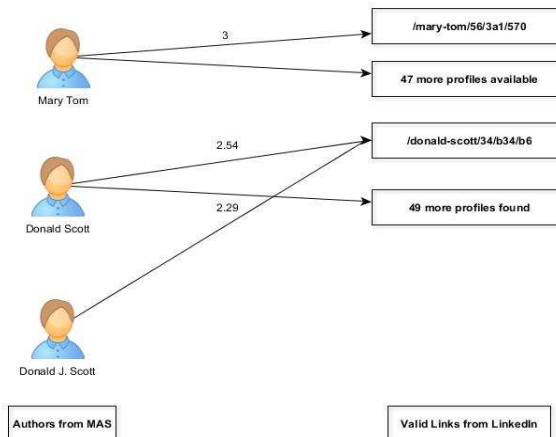 3
/mary-tom/56/3a1/570
47 more profiles available
Mary Tom
2.54
/donald-scott/34/b34/b6
2.29
49 more profiles found
Donald Scott
Donald J. Scott
Authors from MAS
Valid Links from LinkedIn